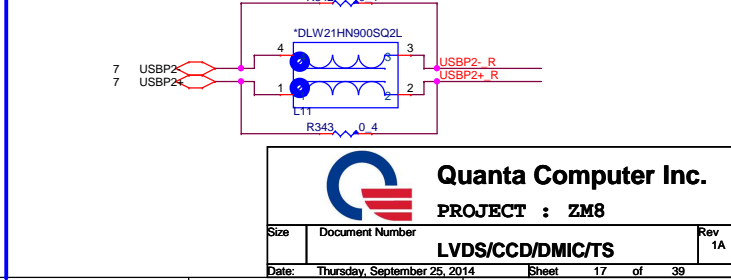 *DLW21HN900SQ2L
4 3
3
7 USBP2- USBP2-_R
7 USBP2+ USBP2+_R
1 2
2
L11
R343 0_4
Quanta Computer Inc.
PROJECT : ZM8
Size Document Number Rev
LVDS/CCD/DMIC/TS 1A
Date: Thursday, September 25, 2014 Sheet 17 of 39